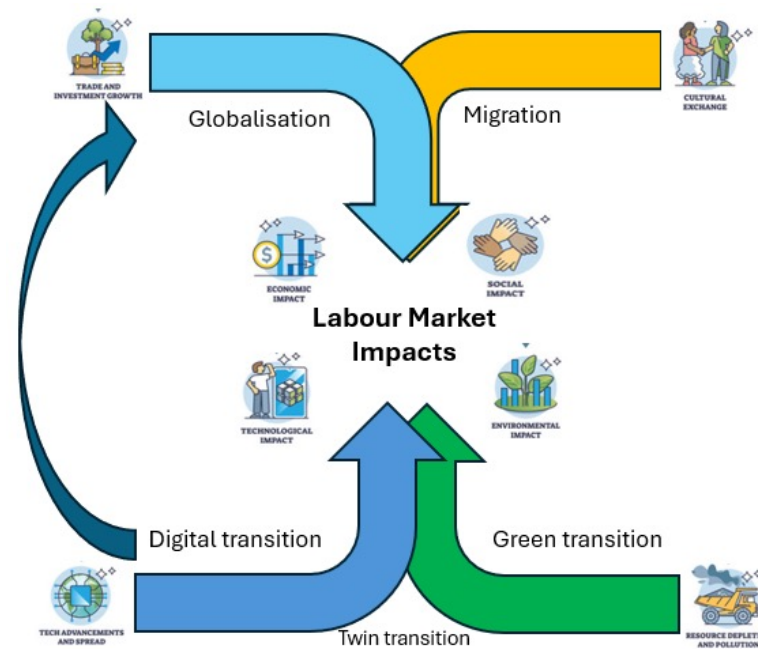 TRADE AND
INVESTMENT GROWTH
Globalisation
Migration
CULTURAL
EXCHANGE
$
ECONOMIC
IMPACT
SOCIAL
IMPACT
Labour Market
Impacts
TECHNOLOGICAL
IMPACT
ENVIRONMENTAL
IMPACT
Digital transition
Green transition
TECH ADVANCEMENTS
AND SPREAD
Twin transition
RESOURCE DEPLET
AND POLLUTION